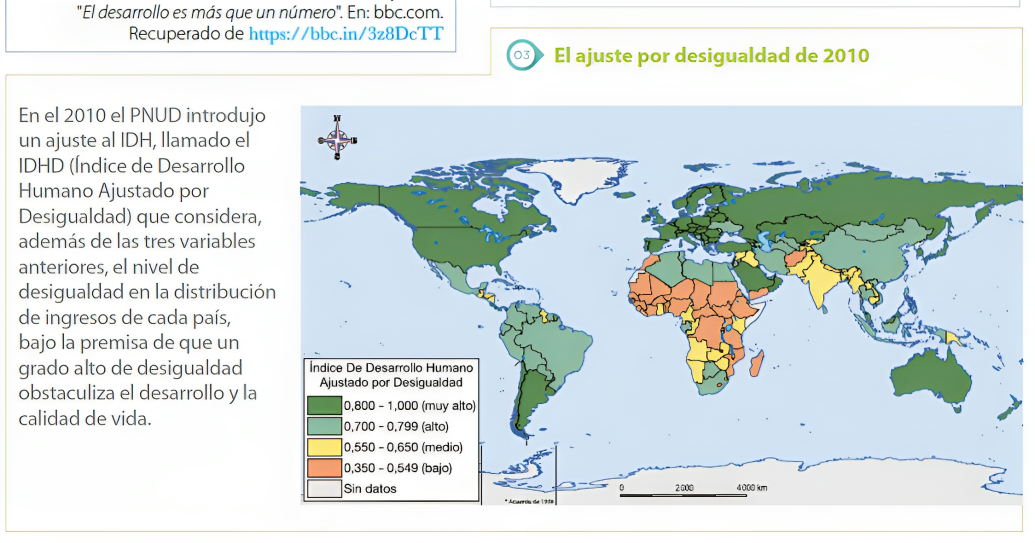 "El desarrollo es más que un número". En: bbc.com.
Recuperado de https://bbc.in/3z8DcTT
03 El ajuste por desigualdad de 2010
En el 2010 el PNUD introdujo
un ajuste al IDH, llamado el
IDHD (Índice de Desarrollo
Humano Ajustado por
Desigualdad) que considera,
además de las tres variables
anteriores, el nivel de
desigualdad en la distribución
de ingresos de cada país,
bajo la premisa de que un
grado alto de desigualdad
obstaculiza el desarrollo y la
calidad de vida.
Índice De Desarrollo Humano
Ajustado por Desigualdad
0,800 - 1,000 (muy alto)
0,700 - 0,799 (alto)
0,550 - 0,650 (medio)
0,350 - 0,549 (bajo)
Sin datos
* Acuerdo de 1998
0 2000 4000 km